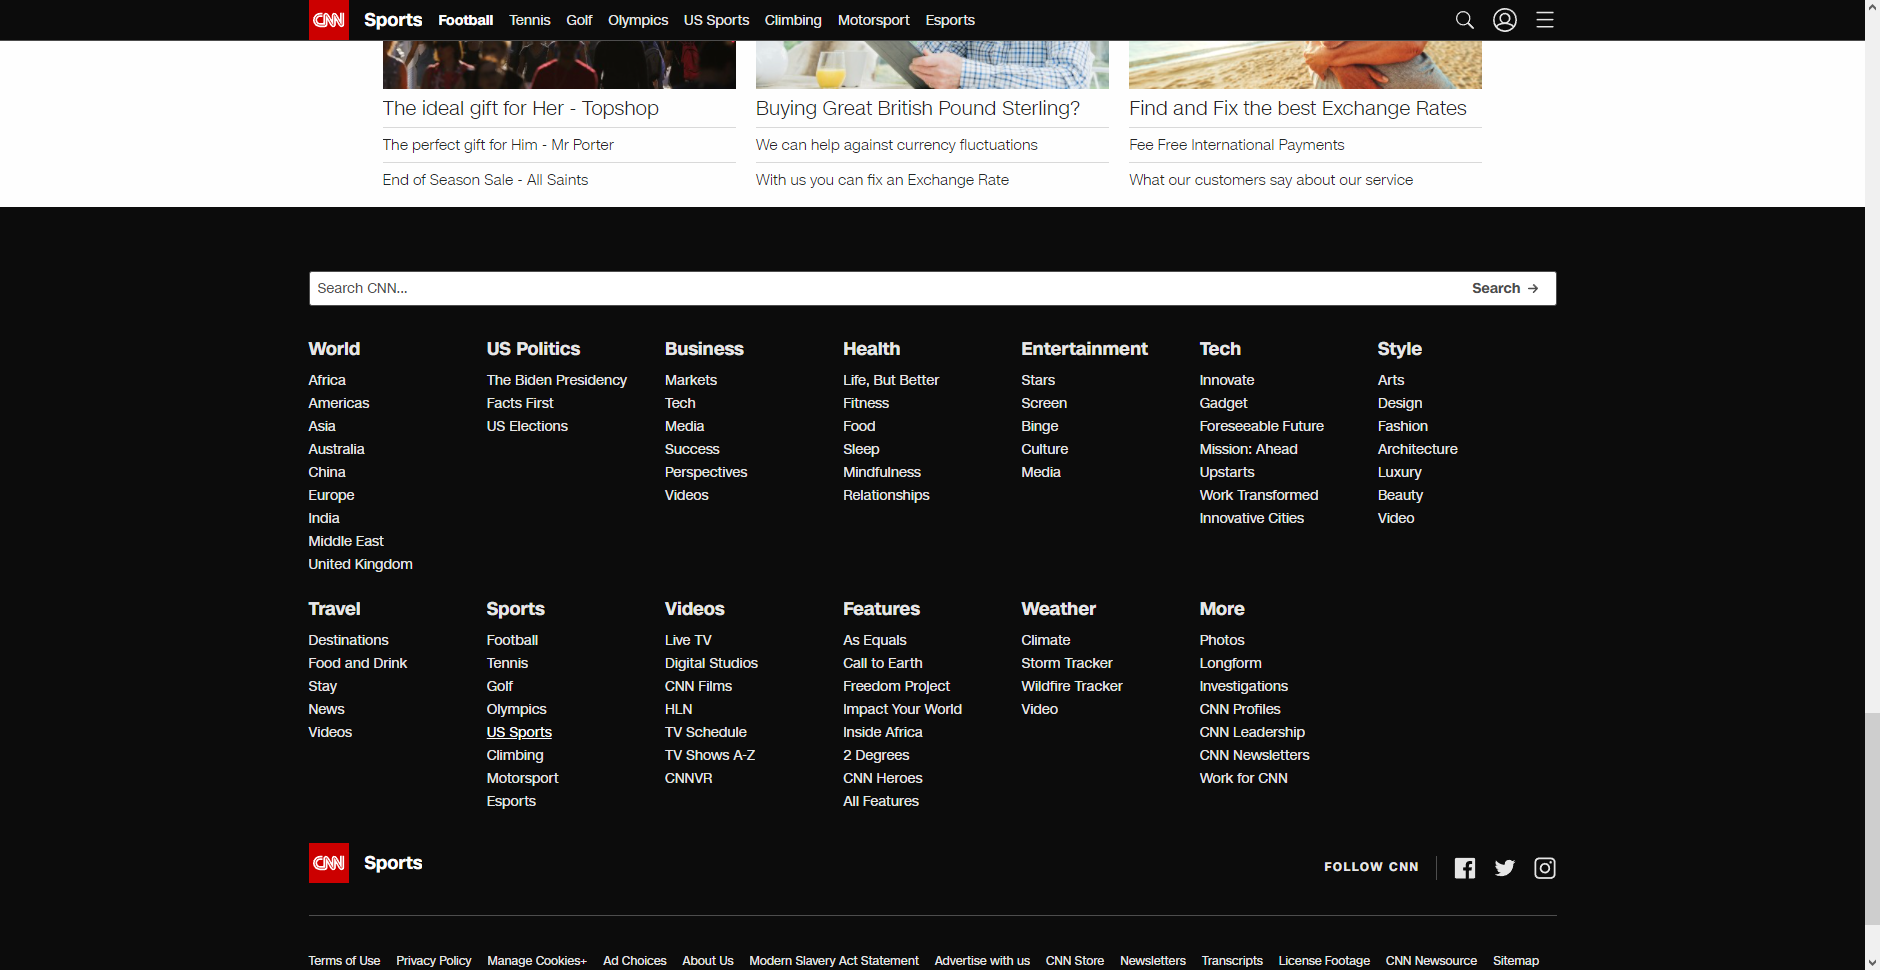 CNN Sports Football Tennis Golf Olympics US Sports Climbing Motorsport Esports
The ideal gift for Her - Topshop
The perfect gift for Him - Mr Porter
End of Season Sale - All Saints
Buying Great British Pound Sterling?
We can help against currency fluctuations
With us you can fix an Exchange Rate
Find and Fix the best Exchange Rates
Fee Free International Payments
What our customers say about our service
Search CNN... Search →
World
Africa
Americas
Asia
Australia
China
Europe
India
Middle East
United Kingdom
US Politics
The Biden Presidency
Facts First
US Elections
Business
Markets
Tech
Media
Success
Perspectives
Videos
Health
Life, But Better
Fitness
Food
Sleep
Mindfulness
Relationships
Entertainment
Stars
Screen
Binge
Culture
Media
Tech
Innovate
Gadget
Foreseeable Future
Mission: Ahead
Upstarts
Work Transformed
Innovative Cities
Style
Arts
Design
Fashion
Architecture
Luxury
Beauty
Video
Travel
Destinations
Food and Drink
Stay
News
Videos
Sports
Football
Tennis
Golf
Olympics
US Sports
Climbing
Motorsport
Esports
Videos
Live TV
Digital Studios
CNN Films
HLN
TV Schedule
TV Shows A-Z
CNNVR
Features
As Equals
Call to Earth
Freedom Project
Impact Your World
Inside Africa
2 Degrees
CNN Heroes
All Features
Weather
Climate
Storm Tracker
Wildfire Tracker
Video
More
Photos
Longform
Investigations
CNN Profiles
CNN Leadership
CNN Newsletters
Work for CNN
CNN Sports
FOLLOW CNN
Terms of Use Privacy Policy Manage Cookies+ Ad Choices About Us Modern Slavery Act Statement Advertise with us CNN Store Newsletters Transcripts License Footage CNN Newsource Sitemap